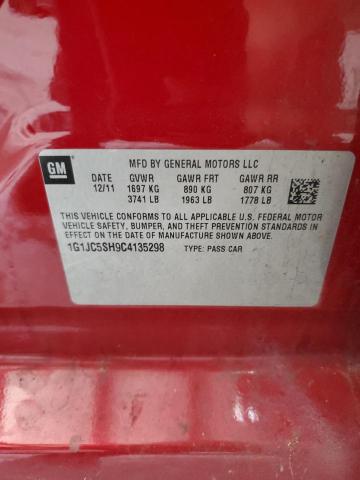 GM
MFD BY GENERAL MOTORS LLC
DATE GVWR GAWR FRT GAWR RR
12/11 1697 KG 890 KG 807 KG
3741 LB 1963 LB 1778 LB
THIS VEHICLE CONFORMS TO ALL APPLICABLE U.S. FEDERAL MOTOR
VEHICLE SAFETY, BUMPER, AND THEFT PREVENTION STANDARDS
IN EFFECT ON THE DATE OF MANUFACTURE SHOWN ABOVE.
1G1JC5SH9C4135298 TYPE: PASS CAR